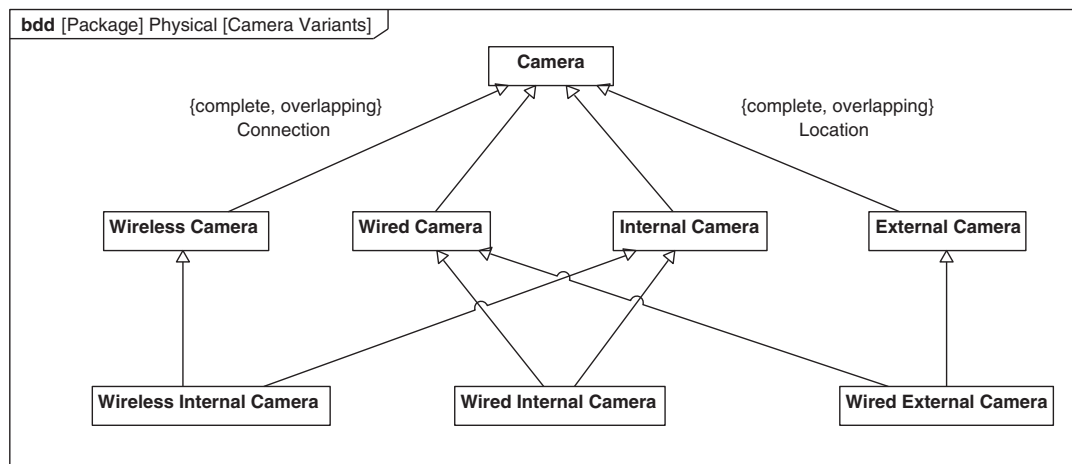 bdd [Package] Physical [Camera Variants]
Camera
{complete, overlapping}
Connection
{complete, overlapping}
Location
Wireless Camera
Wired Camera
Internal Camera
External Camera
Wireless Internal Camera
Wired Internal Camera
Wired External Camera